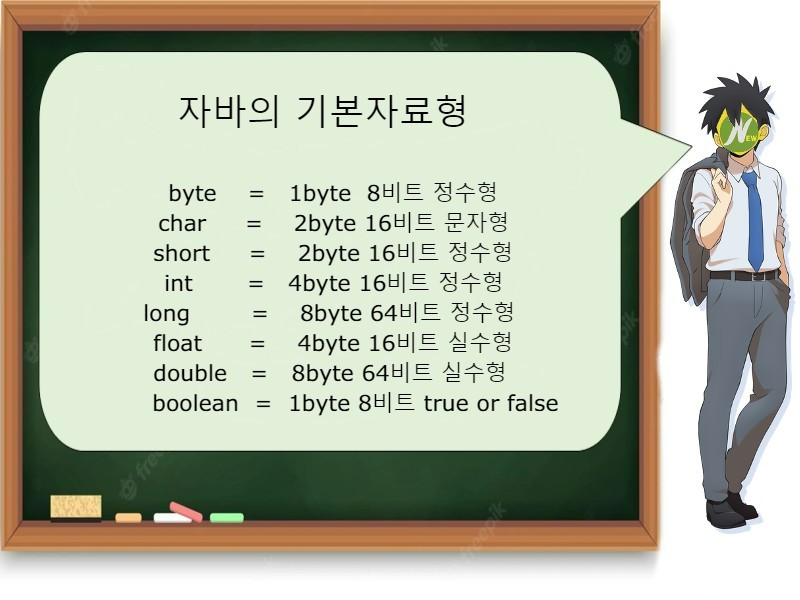 자바의 기본자료형
byte = 1byte 8비트 정수형
char = 2byte 16비트 문자형
short = 2byte 16비트 정수형
int = 4byte 16비트 정수형
long = 8byte 64비트 정수형
float = 4byte 16비트 실수형
double = 8byte 64비트 실수형
boolean = 1byte 8비트 true or false
NEW
freepik